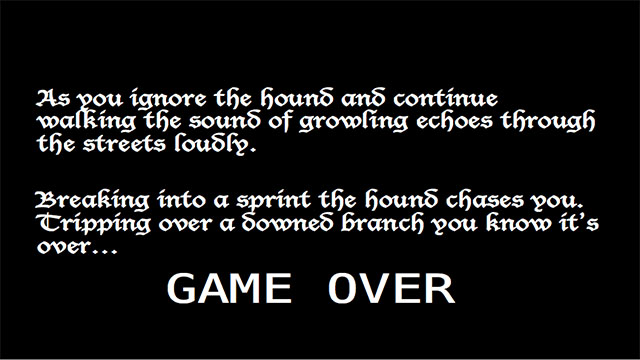 As you ignore the hound and continue
walking the sound of growling echoes through
the streets loudly.
Breaking into a sprint the hound chases you.
Tripping over a downed branch you know it's
over...
GAME OVER